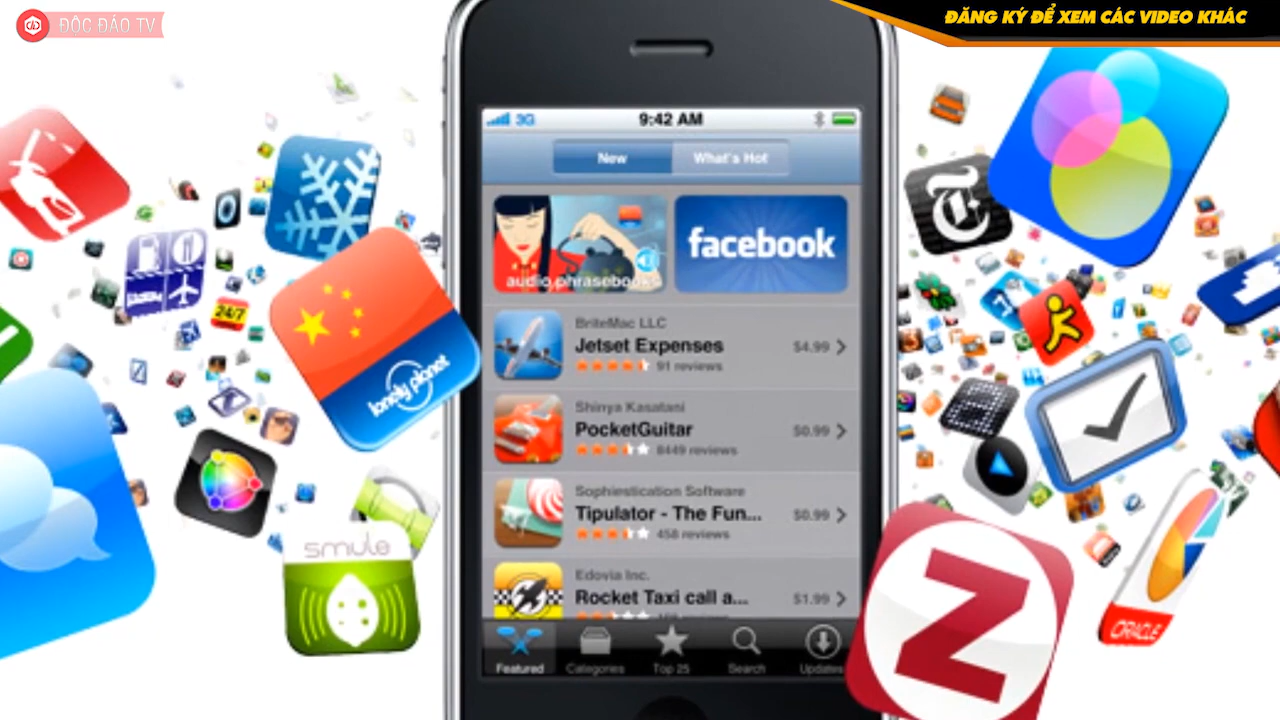 ĐỘC ĐÁO TV
ĐĂNG KÝ ĐỂ XEM CÁC VIDEO KHÁC
3G
9:42 AM
New
What's Hot
audio phrasebooks
facebook
BriteMac LLC
Jetset Expenses
$4.99
91 reviews
Shinya Kasatani
PocketGuitar
$0.99
8449 reviews
Sophiestication Software
Tipulator - The Fun...
$0.99
458 reviews
Edovia Inc.
Rocket Taxi call a...
$1.99
Featured
Categories
Top 25
Search
Updates
24/7
lonely planet
smule
T
Z
ORACLE